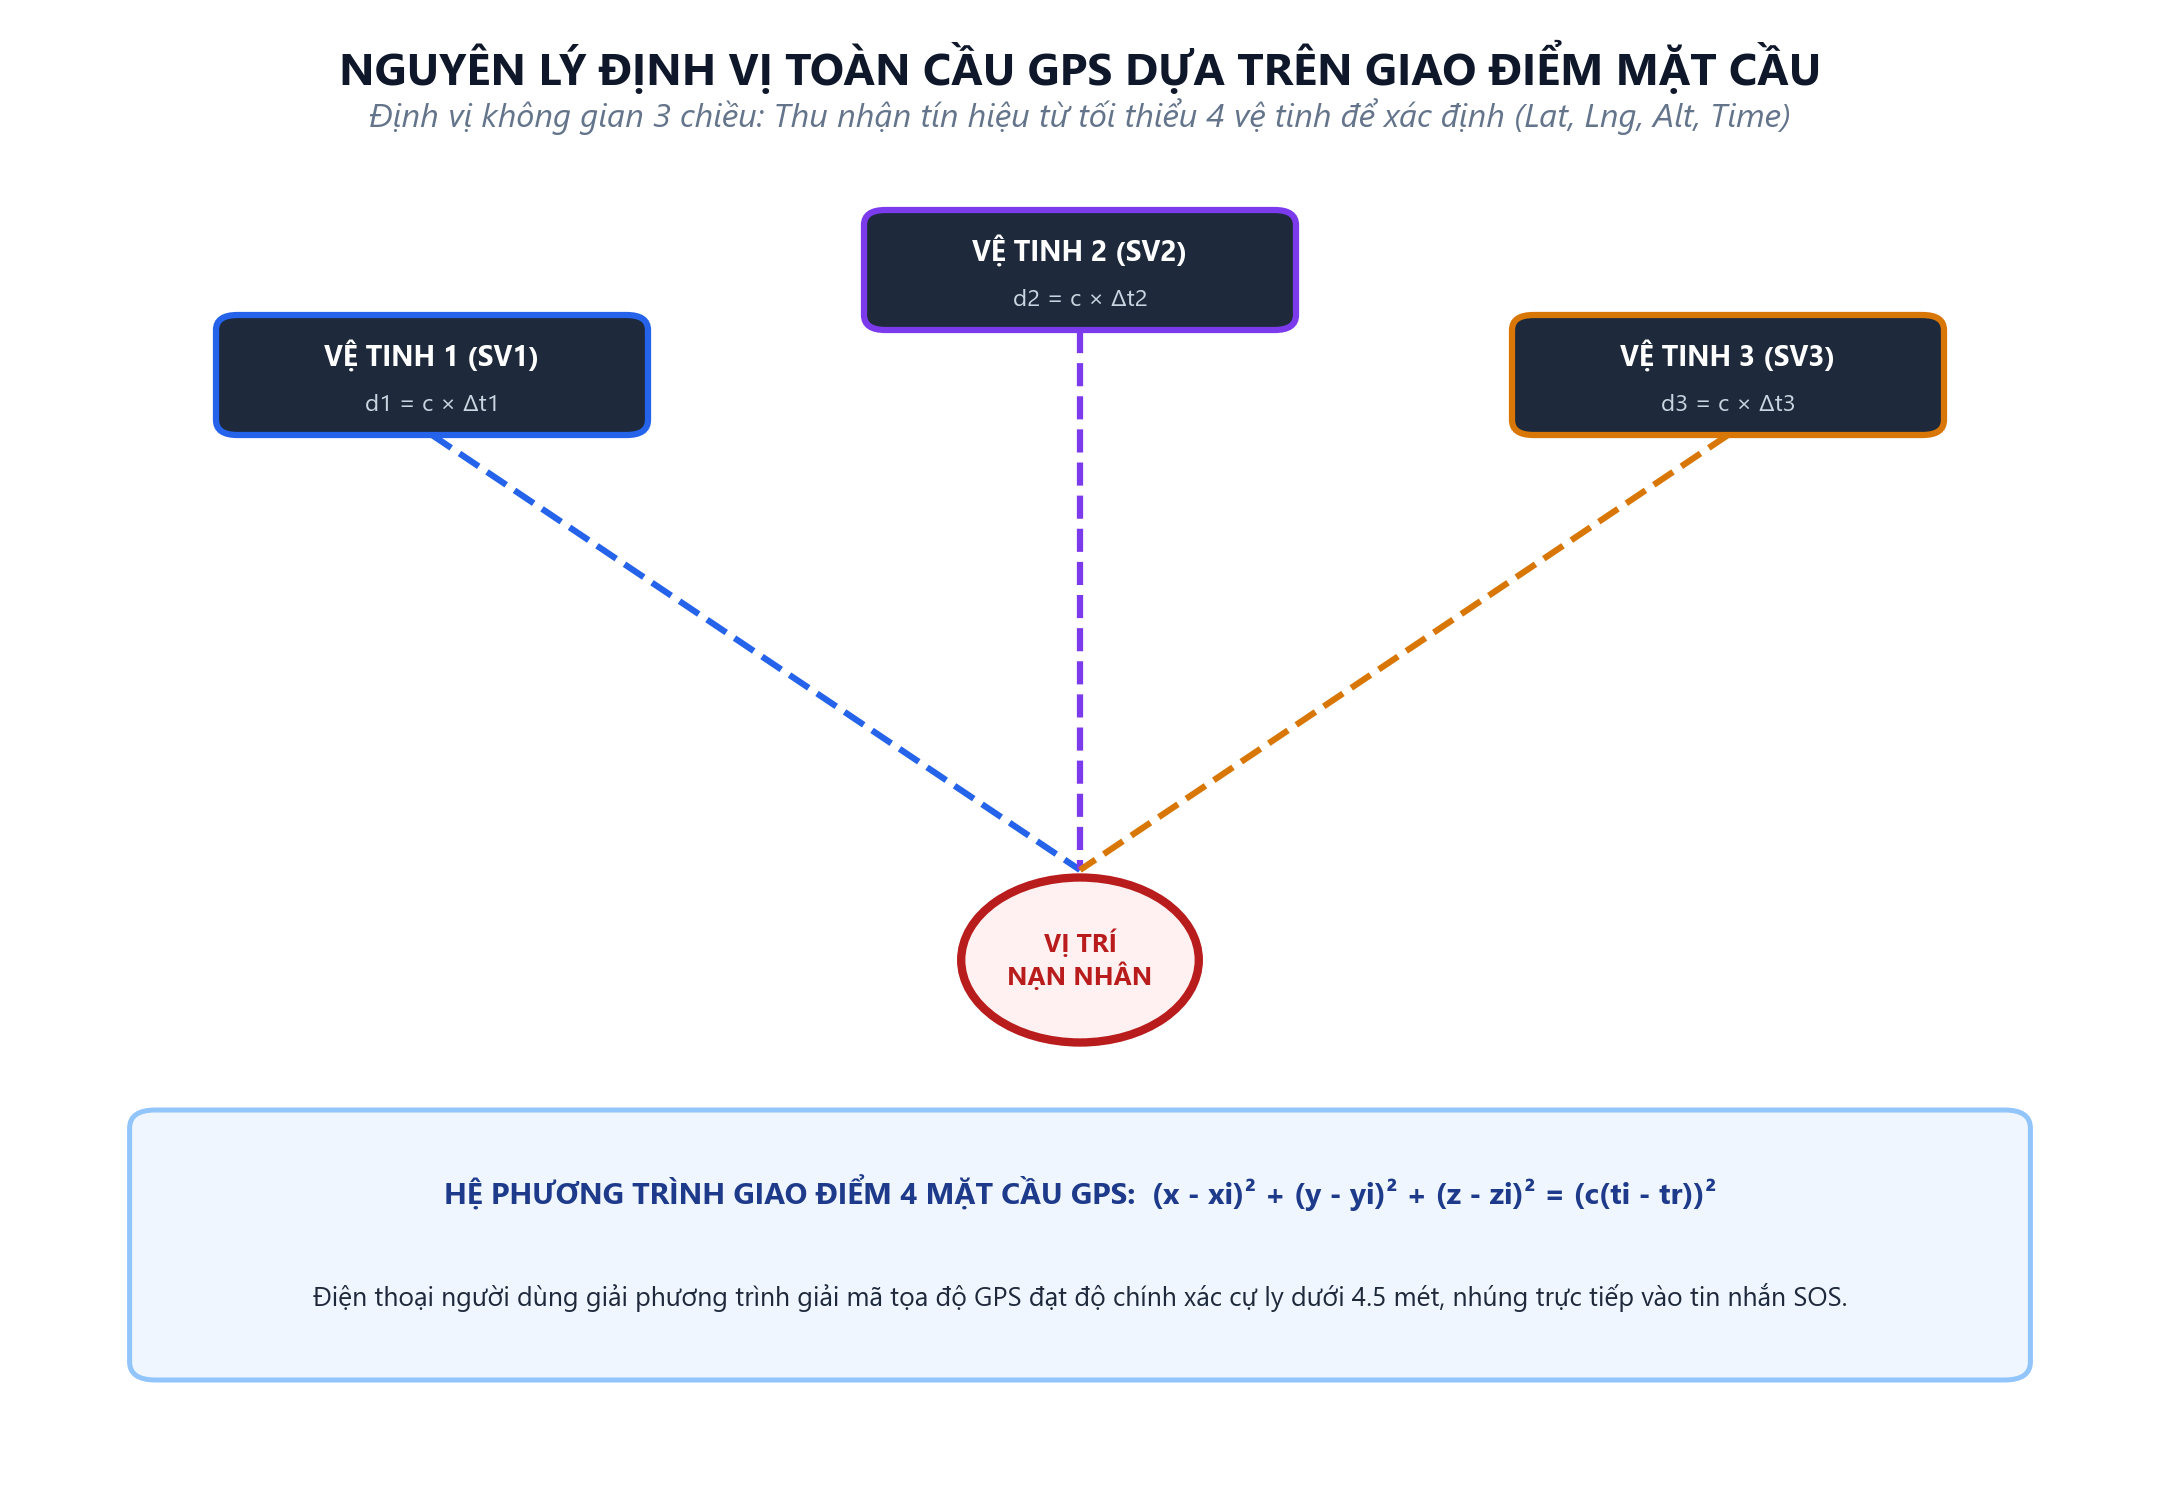 NGUYÊN LÝ ĐỊNH VỊ TOÀN CẦU GPS DỰA TRÊN GIAO ĐIỂM MẶT CẦU
Định vị không gian 3 chiều: Thu nhận tín hiệu từ tối thiểu 4 vệ tinh để xác định (Lat, Lng, Alt, Time)
VỆ TINH 2 (SV2)
d2 = c × Δt2
VỆ TINH 1 (SV1)
d1 = c × Δt1
VỆ TINH 3 (SV3)
d3 = c × Δt3
VỊ TRÍ
NẠN NHÂN
HỆ PHƯƠNG TRÌNH GIAO ĐIỂM 4 MẶT CẦU GPS: (x - xi)² + (y - yi)² + (z - zi)² = (c(ti - tr))²
Điện thoại người dùng giải phương trình giải mã tọa độ GPS đạt độ chính xác cự ly dưới 4.5 mét, nhúng trực tiếp vào tin nhắn SOS.